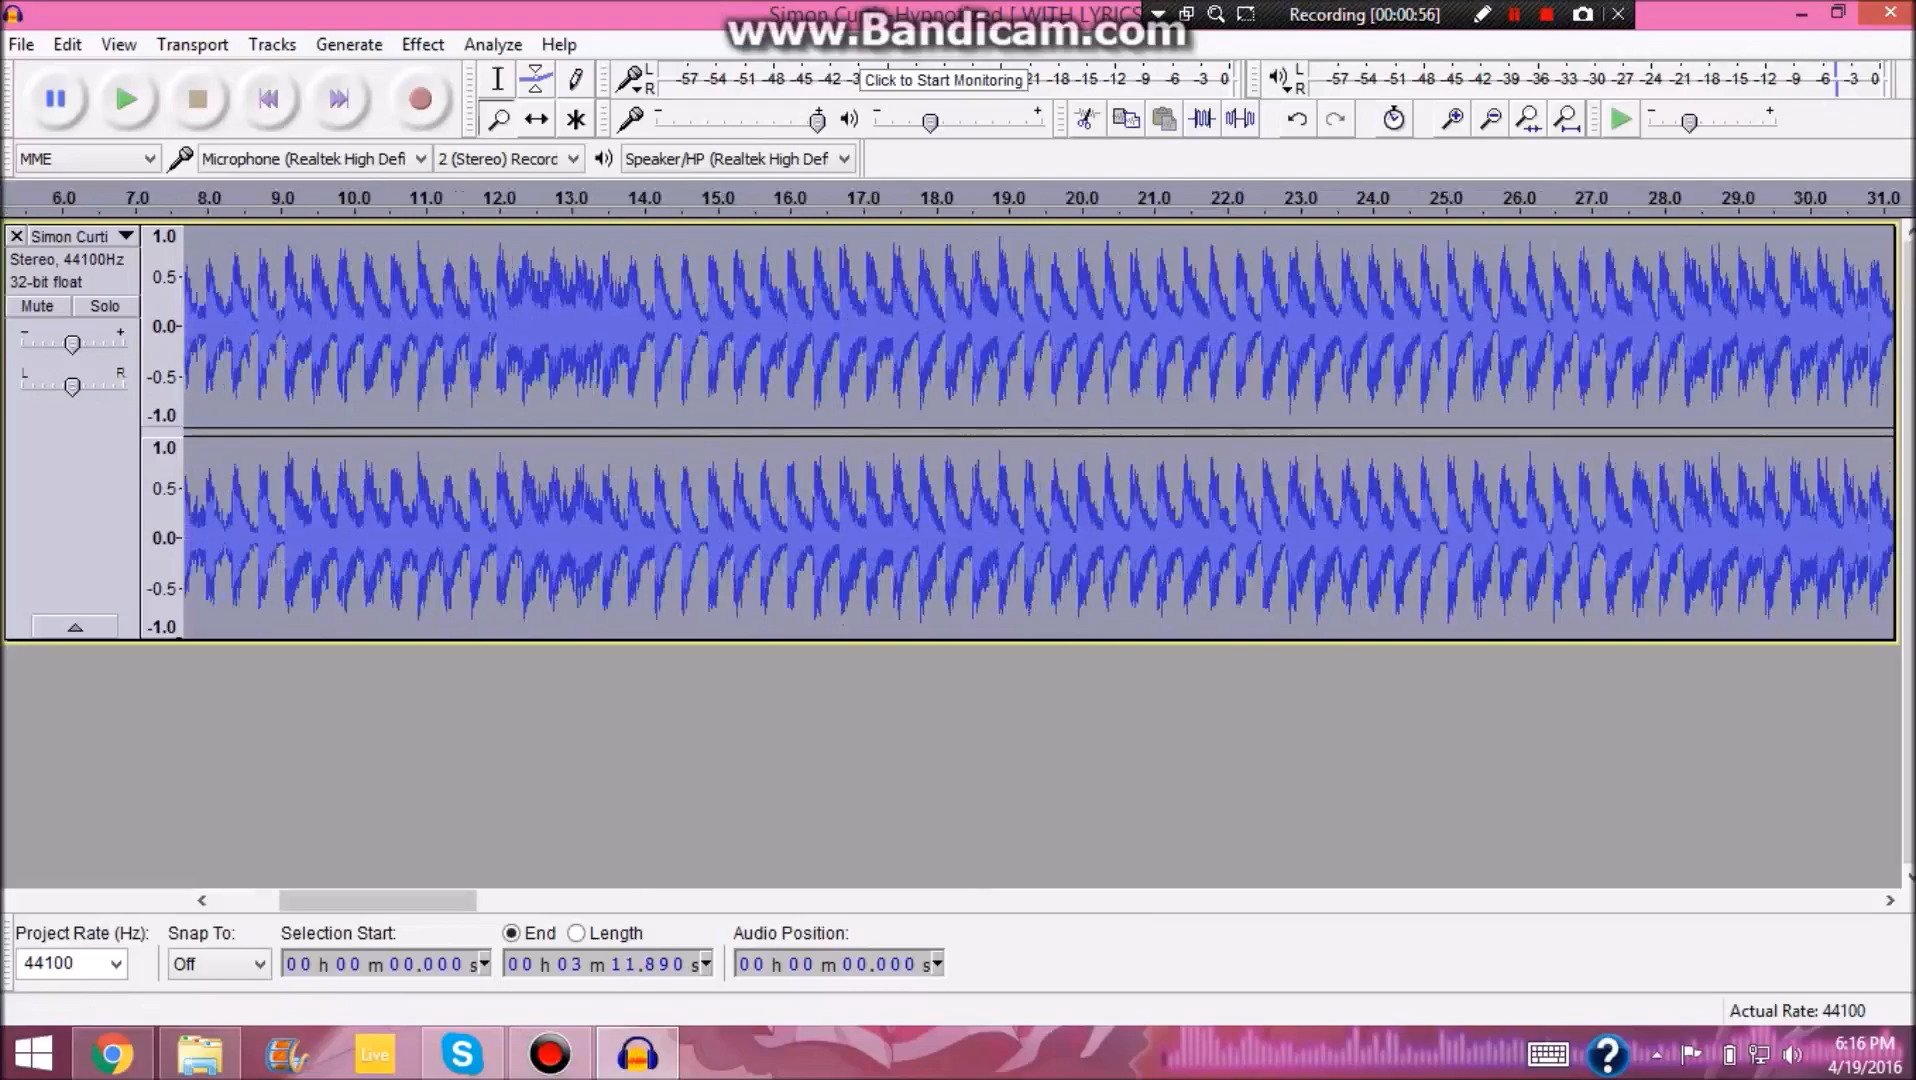 Simon Curtis Hypnotized [ WITH LYRICS
www.Bandicam.com
Recording [00:00:56]
File Edit View Transport Tracks Generate Effect Analyze Help
L R -57 -54 -51 -48 -45 -42 -3 Click to Start Monitoring 21 -18 -15 -12 -9 -6 -3 0 L R -57 -54 -51 -48 -45 -42 -39 -36 -33 -30 -27 -24 -21 -18 -15 -12 -9 -6 -3 0
- + - + - +
MME Microphone (Realtek High Defi 2 (Stereo) Record Speaker/HP (Realtek High Def
6.0 7.0 8.0 9.0 10.0 11.0 12.0 13.0 14.0 15.0 16.0 17.0 18.0 19.0 20.0 21.0 22.0 23.0 24.0 25.0 26.0 27.0 28.0 29.0 30.0 31.0
Simon Curti
Stereo, 44100Hz
32-bit float
Mute Solo
- +
L R
1.0
0.5-
0.0-
-0.5-
-1.0
1.0
0.5-
0.0-
-0.5-
-1.0
Project Rate (Hz): Snap To: Selection Start: End Length Audio Position:
44100 Off 00 h 00 m 00.000 s 00 h 03 m 11.890 s 00 h 00 m 00.000 s
Actual Rate: 44100
Live
S
?
6:16 PM
4/19/2016